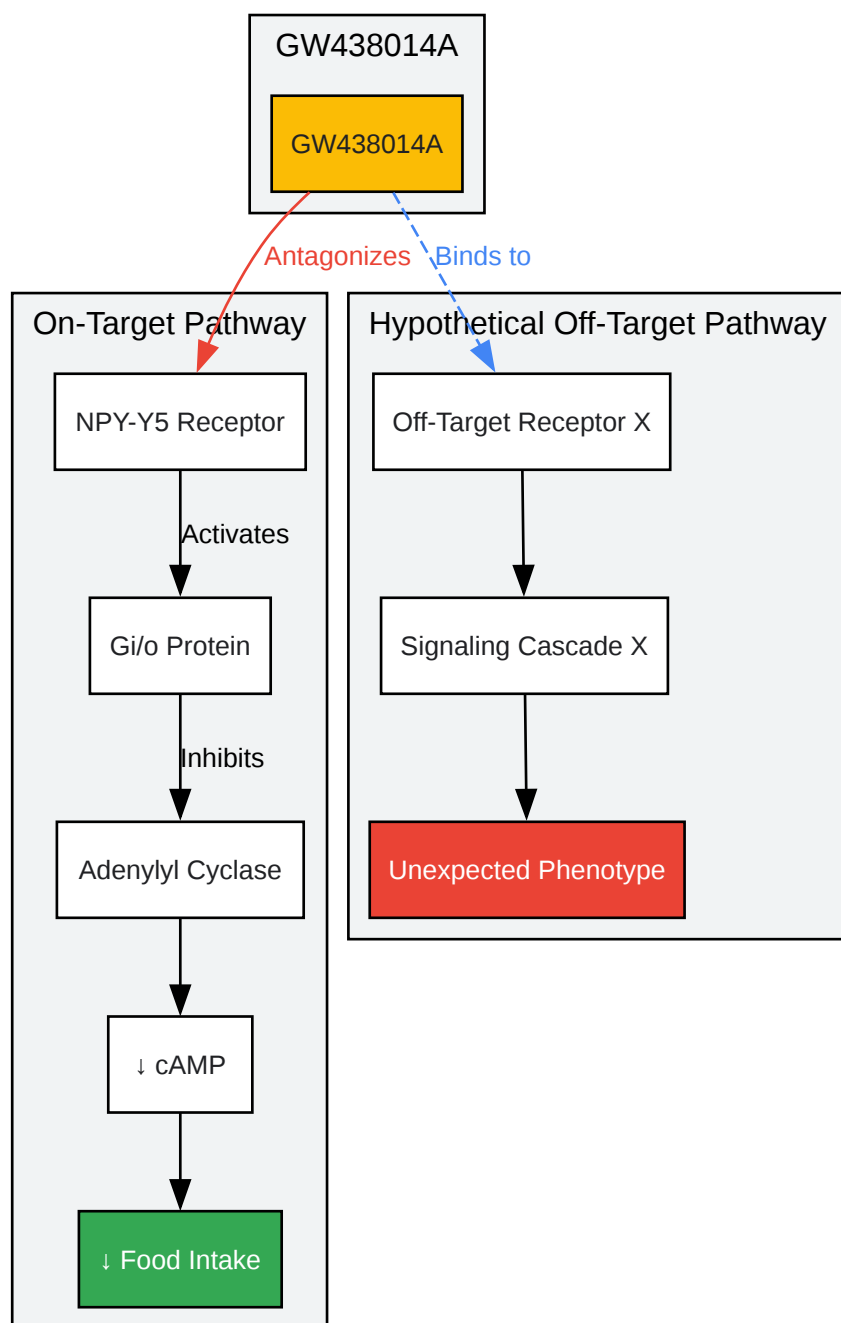 GW438014A
GW438014A
Antagonizes
Binds to
On-Target Pathway
NPY-Y5 Receptor
Activates
Gi/o Protein
Inhibits
Adenylyl Cyclase
↓ cAMP
↓ Food Intake
Hypothetical Off-Target Pathway
Off-Target Receptor X
Signaling Cascade X
Unexpected Phenotype